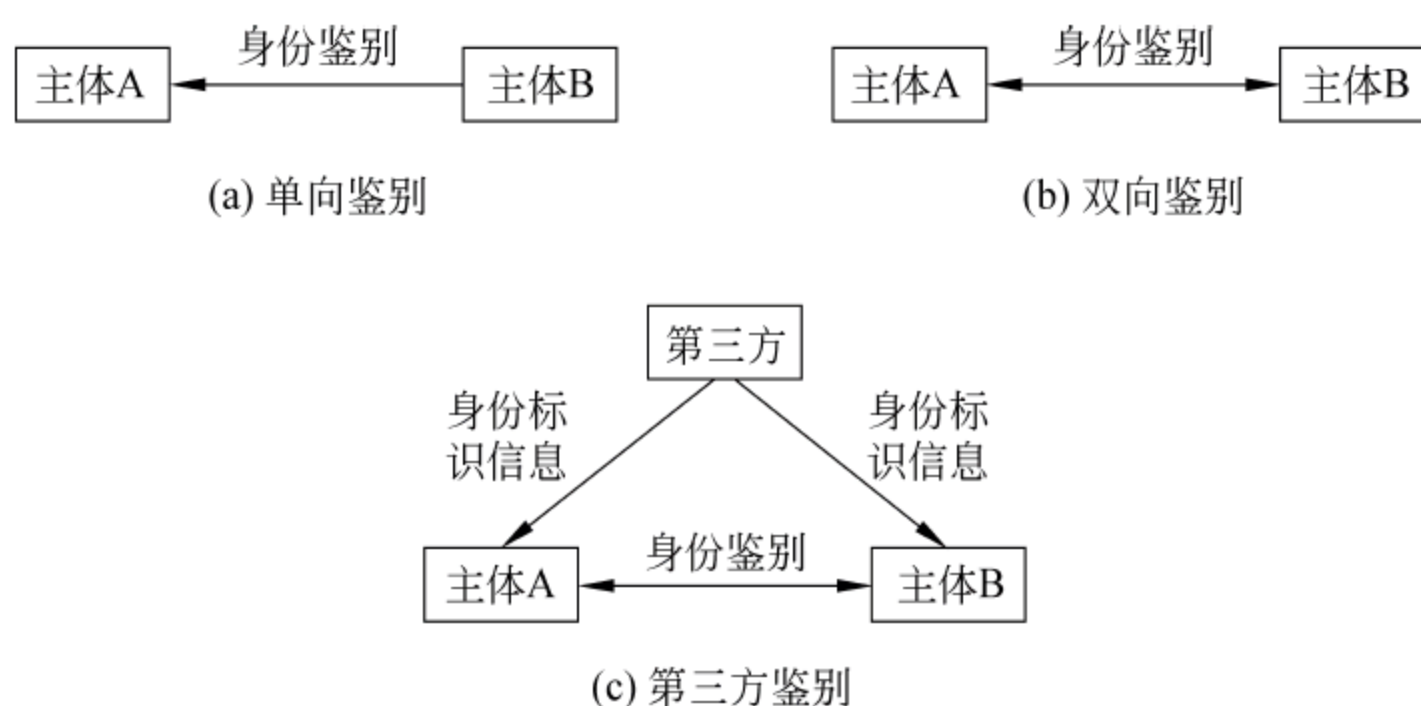 身份鉴别
主体A
主体B
(a) 单向鉴别
身份鉴别
主体A
主体B
(b) 双向鉴别
第三方
身份标
识信息
身份标
识信息
身份鉴别
主体A
主体B
(c) 第三方鉴别